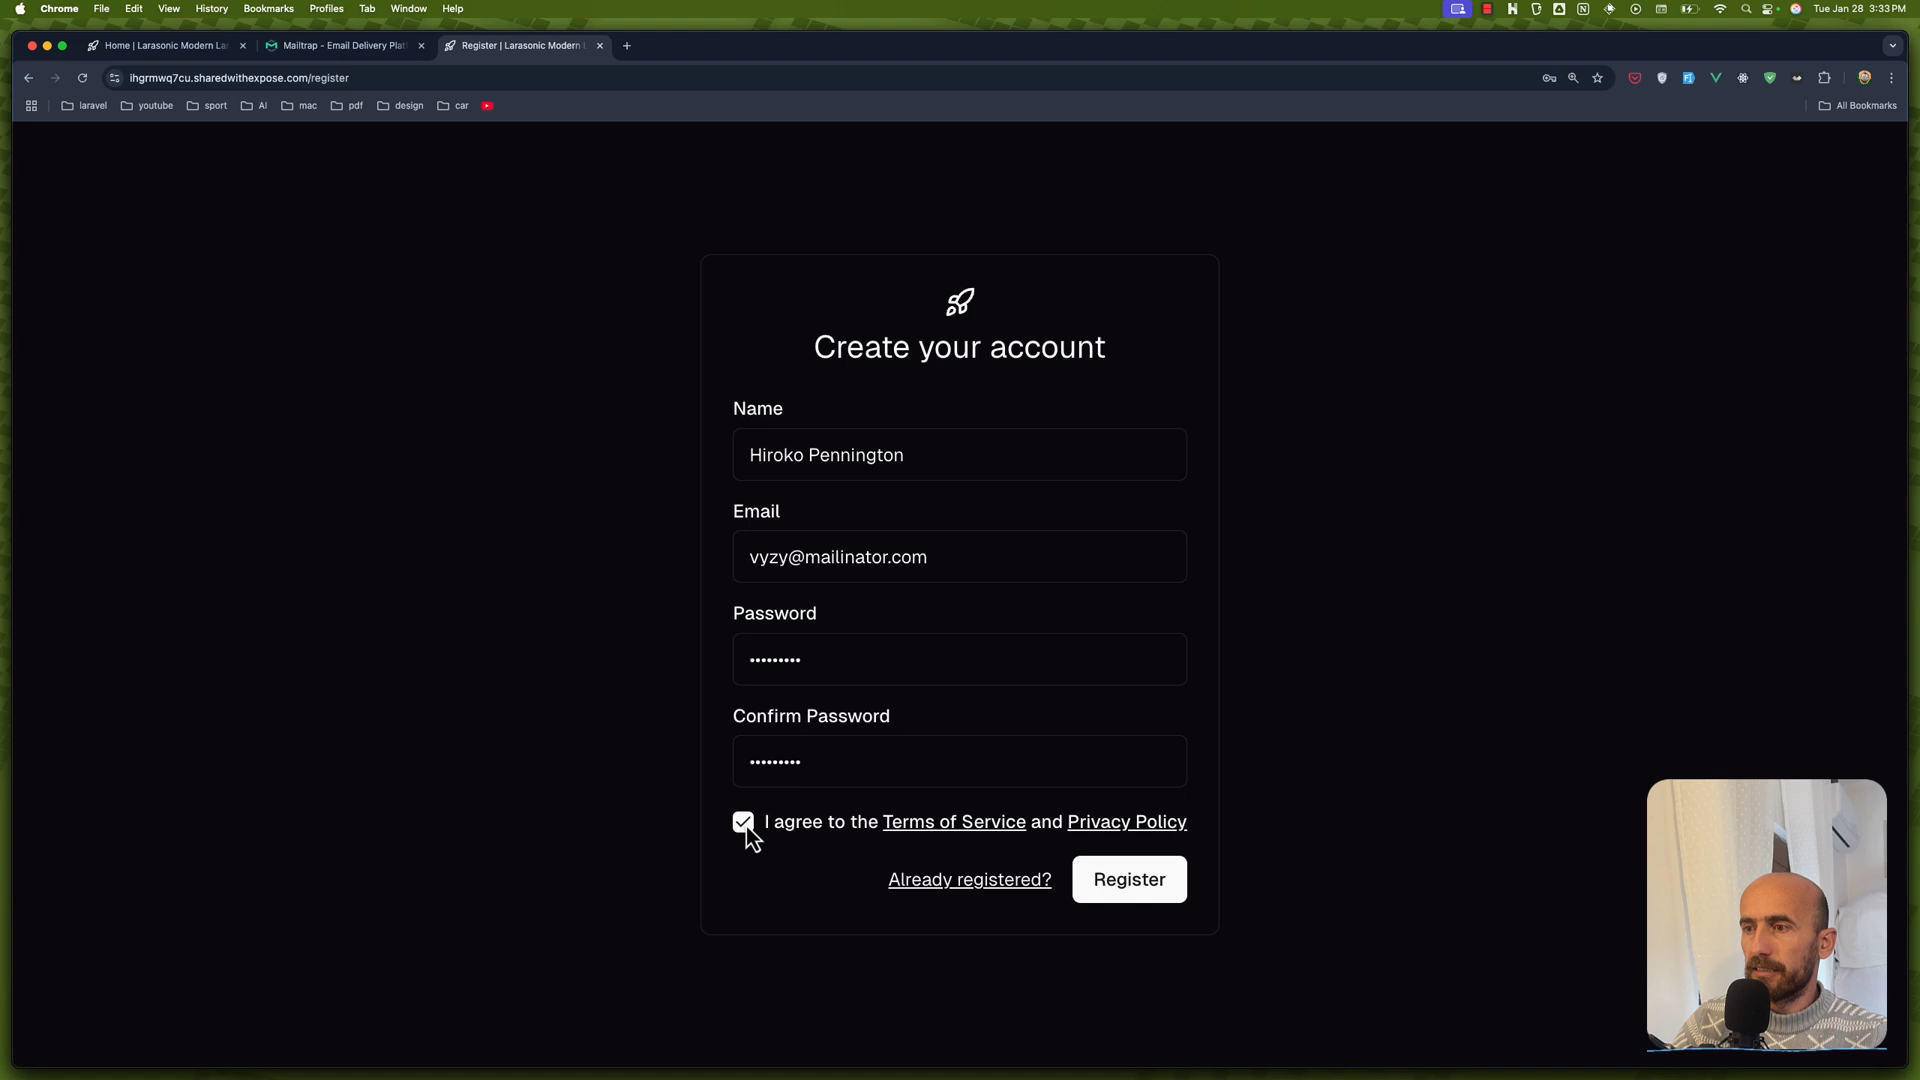 Chrome File Edit View History Bookmarks Profiles Tab Window Help
Tue Jan 28 3:33 PM
Home | Larasonic Modern La
Mailtrap - Email Delivery Plat
Register | Larasonic Modern L
ihgrmwq7cu.sharedwithexpose.com/register
laravel youtube sport AI mac pdf design car
All Bookmarks
Create your account
Name
Hiroko Pennington
Email
vyzy@mailinator.com
Password
•••••••••
Confirm Password
•••••••••
I agree to the Terms of Service and Privacy Policy
Already registered? Register